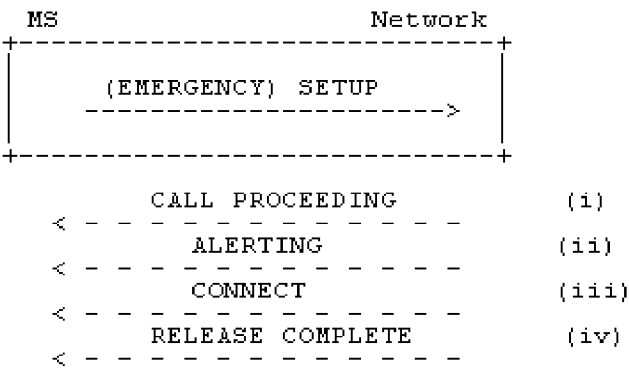 MS Network
(EMERGENCY) SETUP
CALL PROCEEDING (i)
ALERTING (ii)
CONNECT (iii)
RELEASE COMPLETE (iv)